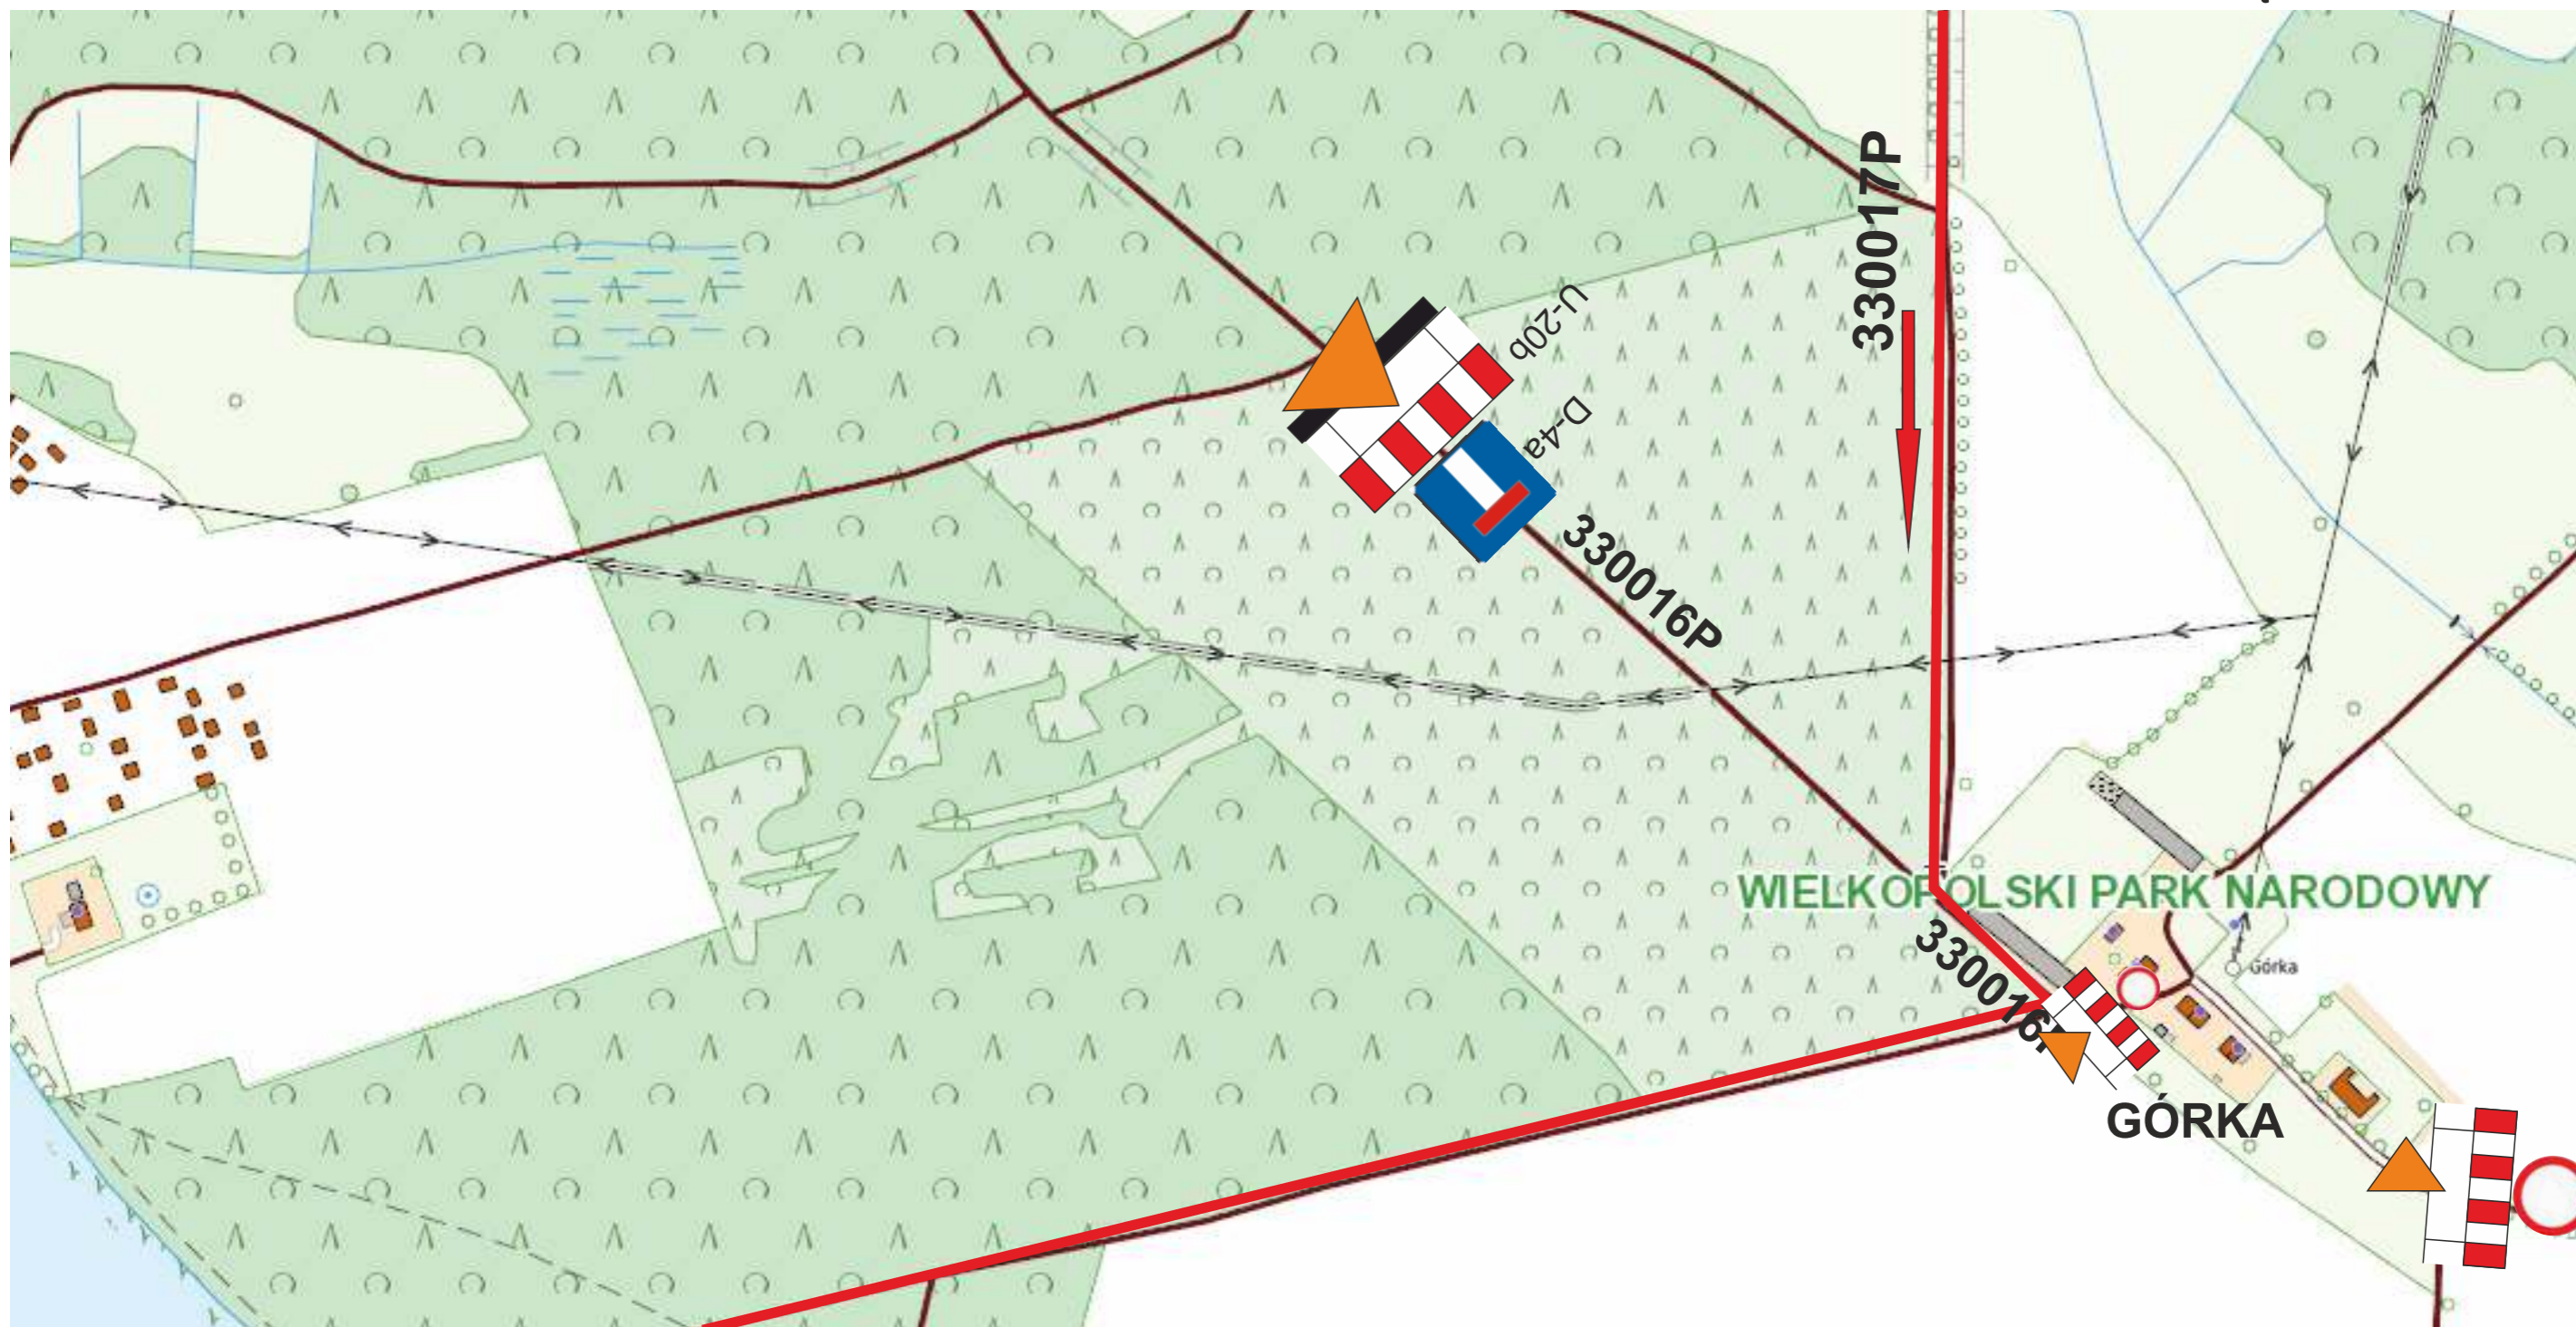 330017P
U-20b
D-4a
330016P
WIELKOPOLSKI PARK NARODOWY
Górka
GÓRKA